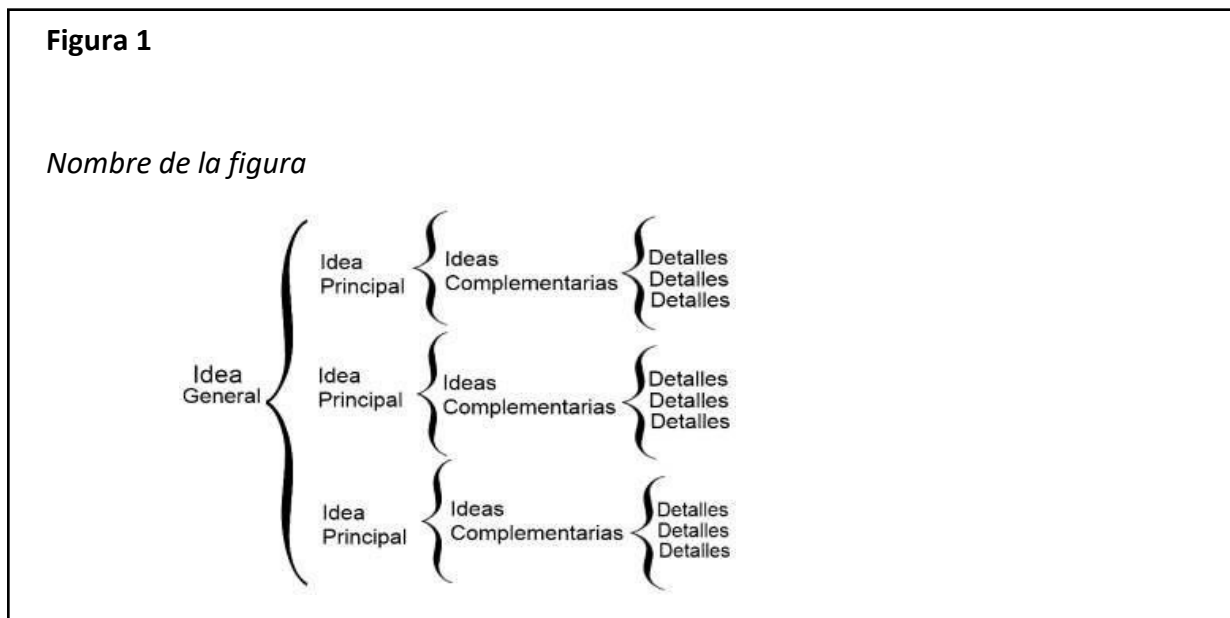 Figura 1
Nombre de la figura
Idea
General
Idea
Principal
Ideas
Complementarias
Detalles
Detalles
Detalles
Idea
Principal
Ideas
Complementarias
Detalles
Detalles
Detalles
Idea
Principal
Ideas
Complementarias
Detalles
Detalles
Detalles